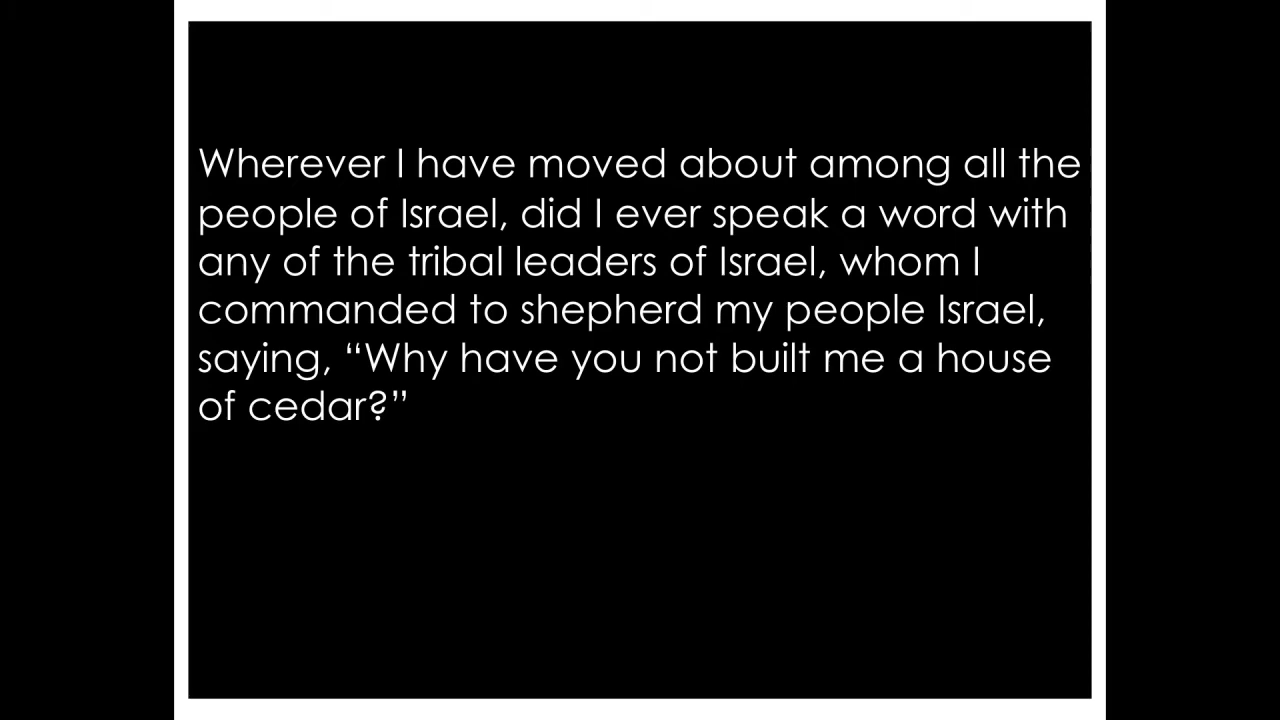 Wherever I have moved about among all the
people of Israel, did I ever speak a word with
any of the tribal leaders of Israel, whom I
commanded to shepherd my people Israel,
saying, “Why have you not built me a house
of cedar?”